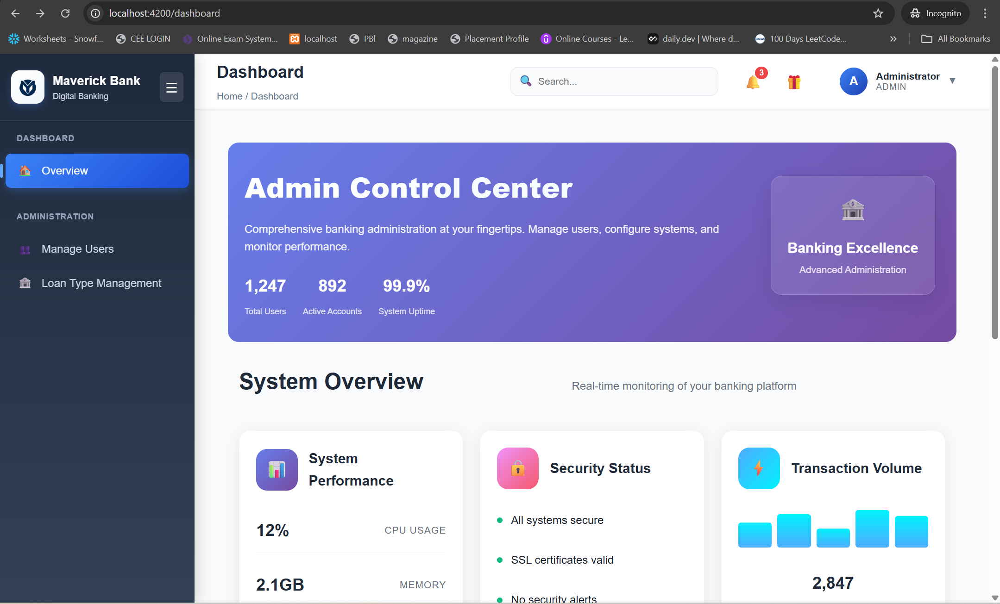 localhost:4200/dashboard
Incognito
Worksheets - Snowf...
CEE LOGIN
Online Exam System...
localhost
PBI
magazine
Placement Profile
Online Courses - Le...
daily.dev | Where d...
100 Days LeetCode...
All Bookmarks
Maverick Bank
Digital Banking
DASHBOARD
Overview
ADMINISTRATION
Manage Users
Loan Type Management
Dashboard
Home / Dashboard
Search...
3
A
Administrator
ADMIN
Admin Control Center
Comprehensive banking administration at your fingertips. Manage users, configure systems, and
monitor performance.
1,247
Total Users
892
Active Accounts
99.9%
System Uptime
Banking Excellence
Advanced Administration
System Overview
Real-time monitoring of your banking platform
System
Performance
12%
CPU USAGE
2.1GB
MEMORY
Security Status
All systems secure
SSL certificates valid
No security alerts
Transaction Volume
2,847